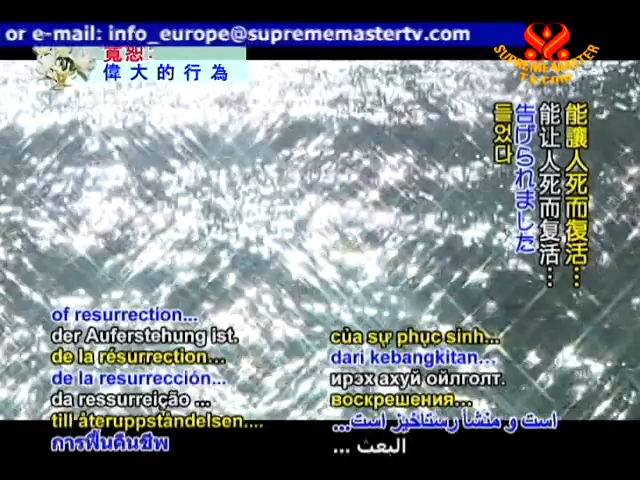 or e-mail: info_europe@suprememastertv.com
寬恕:
偉大的行為
SUPREMEMASTER
TV.COM
能讓人死而復活…
能让人死而复活…
告げられました
들었다
of resurrection...
der Auferstehung ist.
de la résurrection...
de la resurrección...
da ressurreição ...
till återuppståndelsen....
การฟื้นคืนชีพ
của sự phục sinh...
dari kebangkitan...
ирэх ахуй ойлголт.
воскрешения...
است و منشأ رستاخیز است...
البعث ...